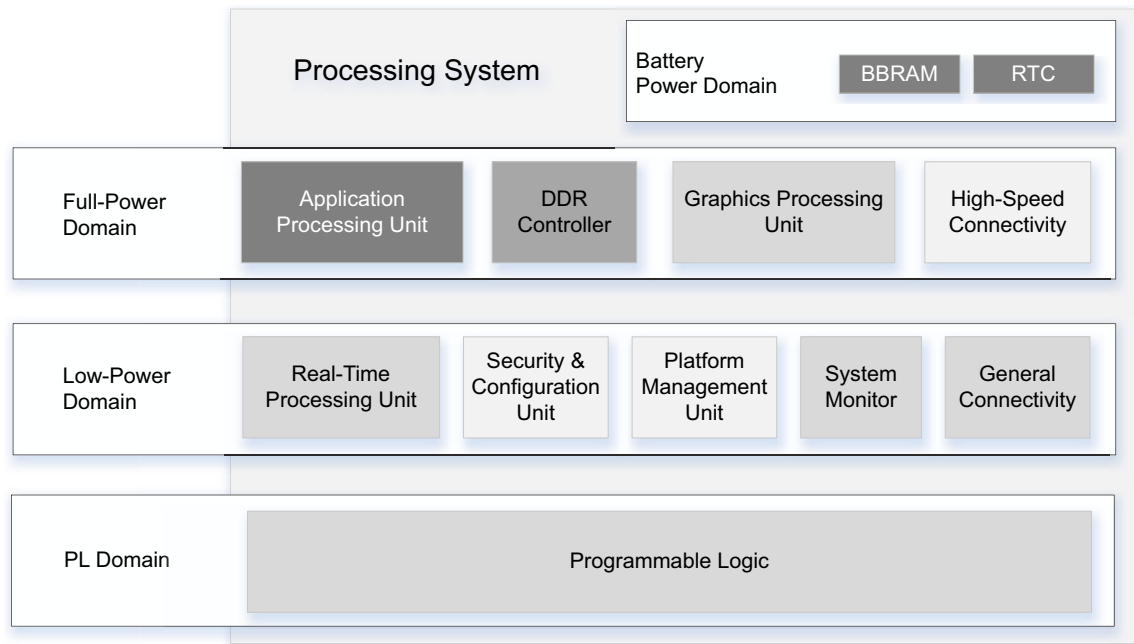 Processing System
Battery
Power Domain
BBRAM
RTC
Full-Power
Domain
Application
Processing Unit
DDR
Controller
Graphics Processing
Unit
High-Speed
Connectivity
Low-Power
Domain
Real-Time
Processing Unit
Security &
Configuration
Unit
Platform
Management
Unit
System
Monitor
General
Connectivity
PL Domain
Programmable Logic